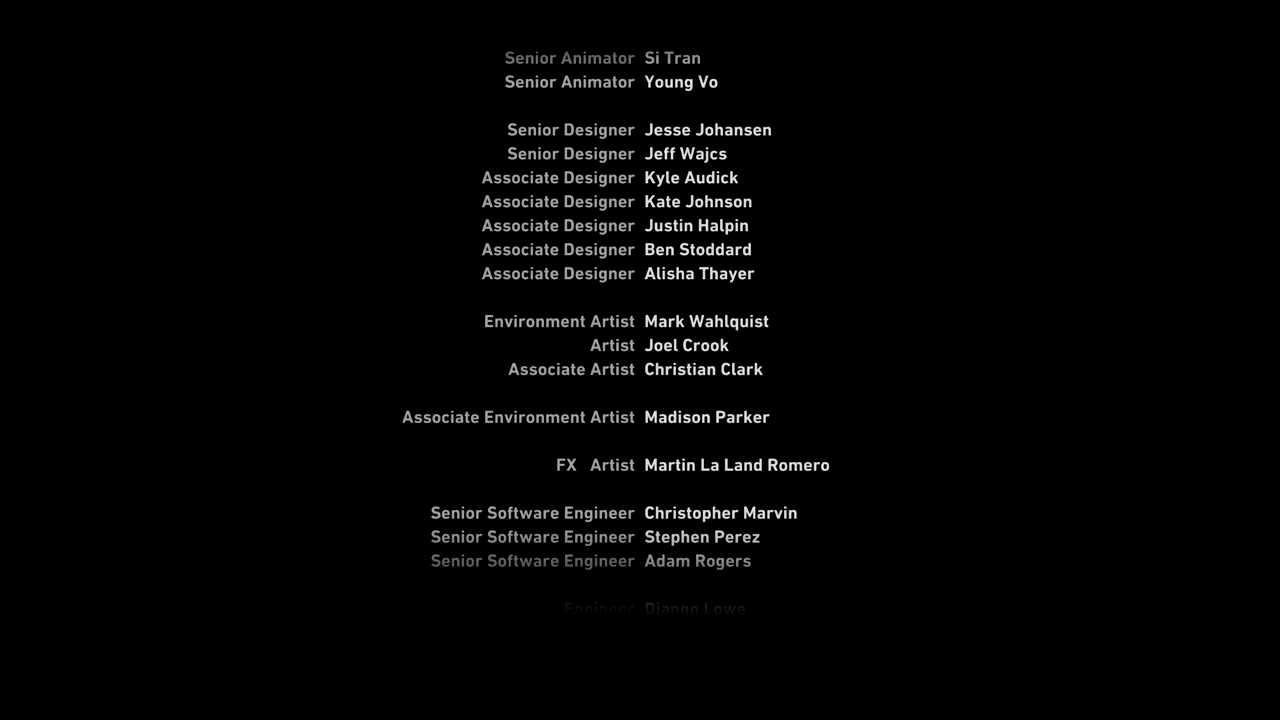 Senior Animator Si Tran
Senior Animator Young Vo
Senior Designer Jesse Johansen
Senior Designer Jeff Wajcs
Associate Designer Kyle Audick
Associate Designer Kate Johnson
Associate Designer Justin Halpin
Associate Designer Ben Stoddard
Associate Designer Alisha Thayer
Environment Artist Mark Wahlquist
Artist Joel Crook
Associate Artist Christian Clark
Associate Environment Artist Madison Parker
FX Artist Martin La Land Romero
Senior Software Engineer Christopher Marvin
Senior Software Engineer Stephen Perez
Senior Software Engineer Adam Rogers
Engineer Django Lowe